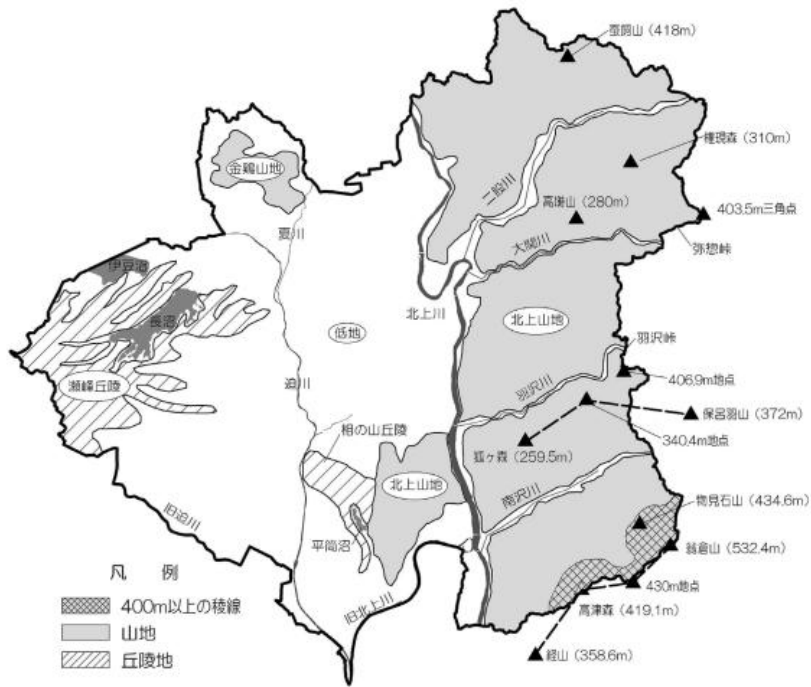 蚕飼山（418m）
権現森（310m）
金鶏山地
二股川
高瑳山（280m）
403.5m三角点
夏川
大関川
弥惣峠
伊豆沼
長沼
北上川
北上山地
低地
羽沢峠
迫川
羽沢川
406.9m地点
瀬峰丘陵
保呂羽山（372m）
相の山丘陵
340.4m地点
狐ヶ森（259.5m）
北上山地
南沢川
物見石山（434.6m）
旧迫川
平筒沼
翁倉山（532.4m）
旧北上川
430m地点
高津森（419.1m）
経山（358.6m）
凡　例
400m以上の稜線
山地
丘陵地